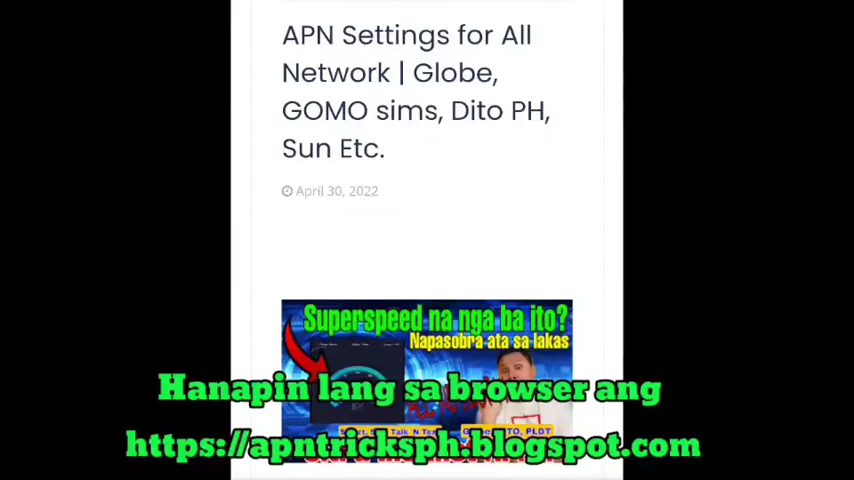 APN Settings for All
Network | Globe,
GOMO sims, Dito PH,
Sun Etc.
April 30, 2022
Superspeed na nga ba ito?
Napasobra ata sa lakas
Hanapin lang sa browser ang
https://apntricksph.blogspot.com